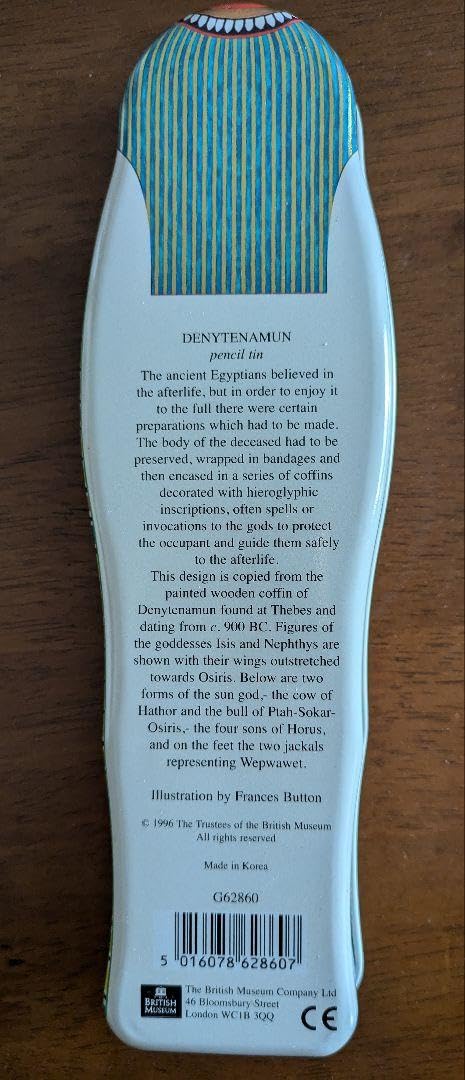 DENYTENAMUN
pencil tin
The ancient Egyptians believed in
the afterlife, but in order to enjoy it
to the full there were certain
preparations which had to be made.
The body of the deceased had to be
preserved, wrapped in bandages and
then encased in a series of coffins
decorated with hieroglyphic
inscriptions, often spells or
invocations to the gods to protect
the occupant and guide them safely
to the afterlife.
This design is copied from the
painted wooden coffin of
Denytenamun found at Thebes and
dating from c. 900 BC. Figures of
the goddesses Isis and Nephthys are
shown with their wings outstretched
towards Osiris. Below are two
forms of the sun god,- the cow of
Hathor and the bull of Ptah-Sokar-
Osiris,- the four sons of Horus,
and on the feet the two jackals
representing Wepwawet.
Illustration by Frances Button
© 1996 The Trustees of the British Museum
All rights reserved
Made in Korea
G62860
5 016078 628607
THE
BRITISH
MUSEUM
The British Museum Company Ltd
46 Bloomsbury Street
London WC1B 3QQ
CE